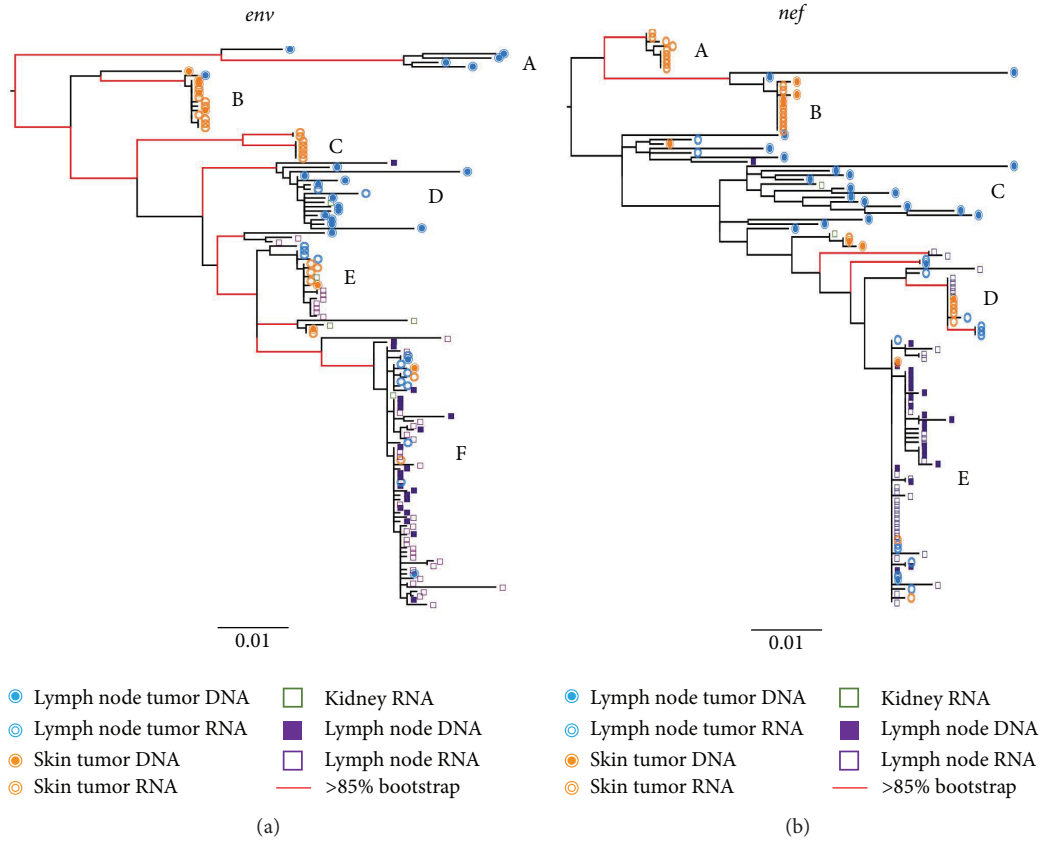 env
A
B
C
D
E
F
0.01
Lymph node tumor DNA
Lymph node tumor RNA
Skin tumor DNA
Skin tumor RNA
Kidney RNA
Lymph node DNA
Lymph node RNA
>85% bootstrap
(a)
nef
A
B
C
D
E
0.01
Lymph node tumor DNA
Lymph node tumor RNA
Skin tumor DNA
Skin tumor RNA
Kidney RNA
Lymph node DNA
Lymph node RNA
>85% bootstrap
(b)